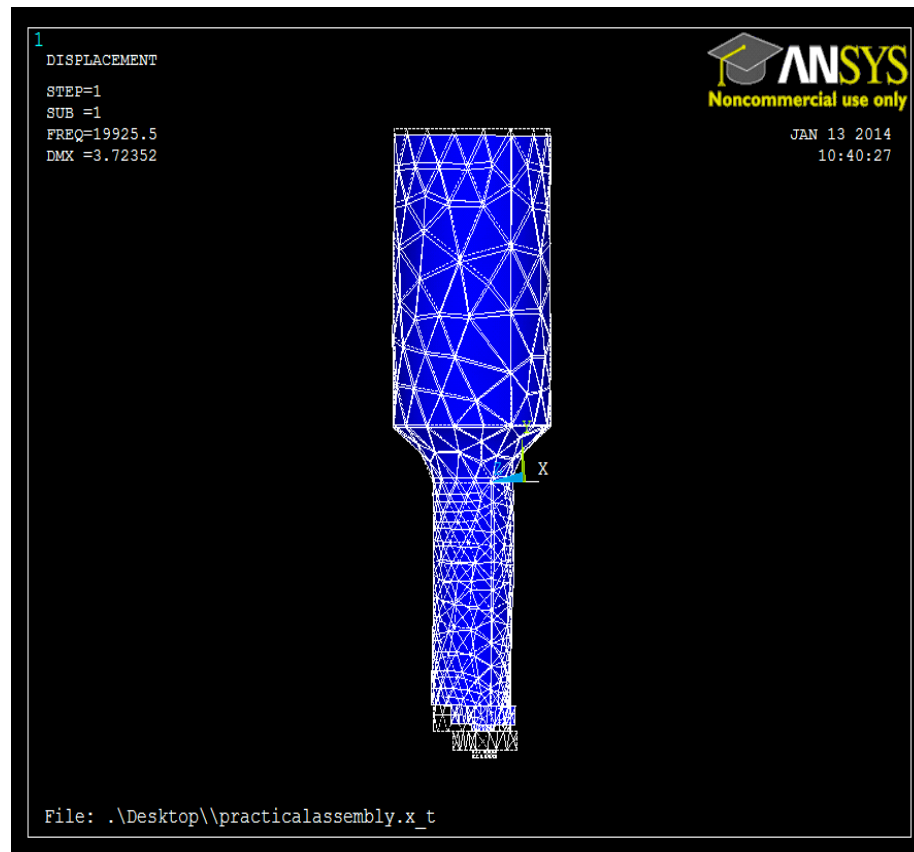 1
DISPLACEMENT
STEP=1
SUB =1
FREQ=19925.5
DMX =3.72352
ANSYS
Noncommercial use only
JAN 13 2014
10:40:27
Y
Z
X
File: .\Desktop\\practicalassembly.x_t